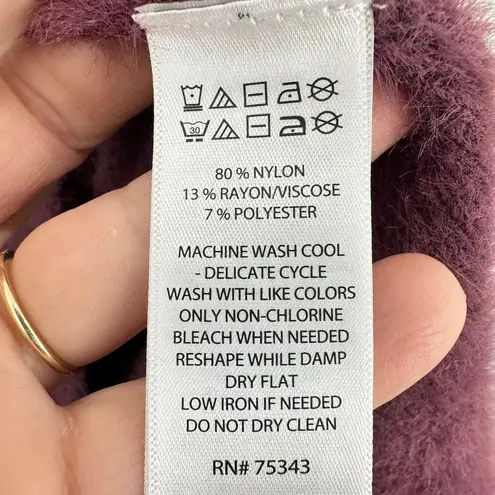 30
80 % NYLON
13 % RAYON/VISCOSE
7 % POLYESTER
MACHINE WASH COOL
- DELICATE CYCLE
WASH WITH LIKE COLORS
ONLY NON-CHLORINE
BLEACH WHEN NEEDED
RESHAPE WHILE DAMP
DRY FLAT
LOW IRON IF NEEDED
DO NOT DRY CLEAN
RN# 75343